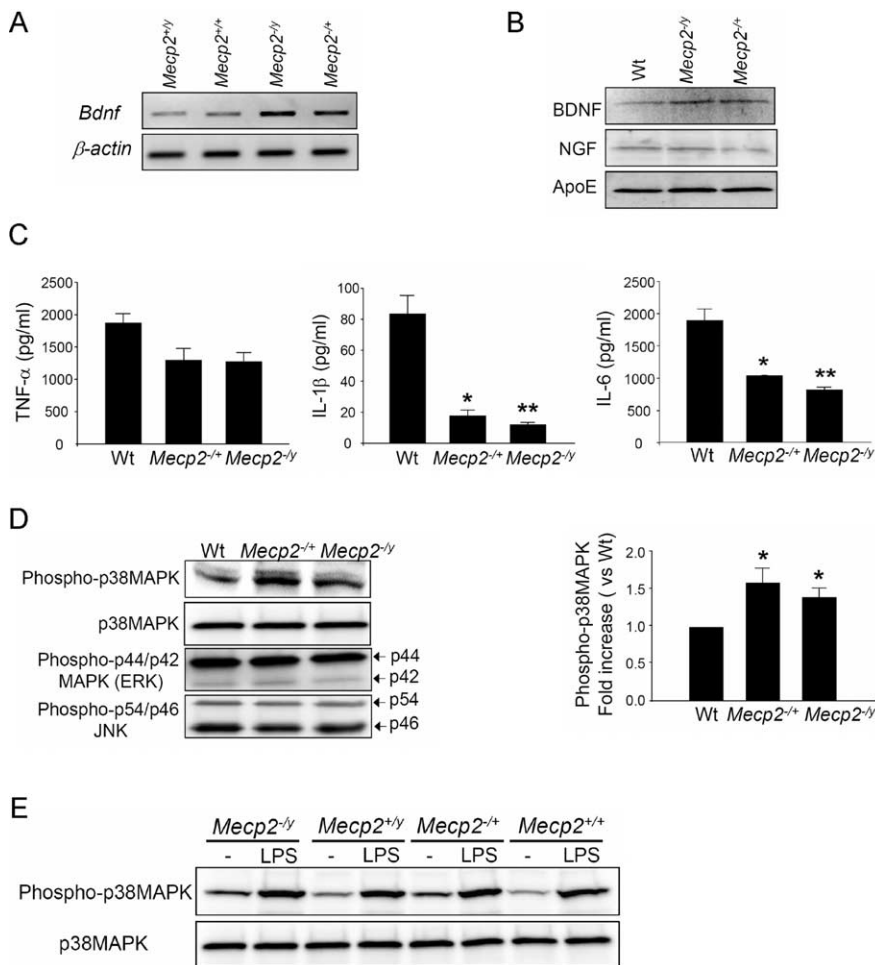 A
Mecp2+/y Mecp2+/+ Mecp2-/y Mecp2-/+
Bdnf
β-actin
B
Wt Mecp2-/y Mecp2-/+
BDNF
NGF
ApoE
C
TNF-α (pg/ml)
2500
2000
1500
1000
500
0
Wt Mecp2-/+ Mecp2-/y
IL-1β (pg/ml)
100
80
60
40
20
0
* **
Wt Mecp2-/+ Mecp2-/y
IL-6 (pg/ml)
2500
2000
1500
1000
500
0
* **
Wt Mecp2-/+ Mecp2-/y
D
Wt Mecp2-/+ Mecp2-/y
Phospho-p38MAPK
p38MAPK
Phospho-p44/p42
MAPK (ERK)
p44
p42
Phospho-p54/p46
JNK
p54
p46
Phospho-p38MAPK
Fold increase ( vs Wt)
2.0
1.5
1.0
0.5
0.0
* *
Wt Mecp2-/+ Mecp2-/y
E
Mecp2-/y Mecp2+/y Mecp2-/+ Mecp2+/+
- LPS - LPS - LPS - LPS
Phospho-p38MAPK
p38MAPK